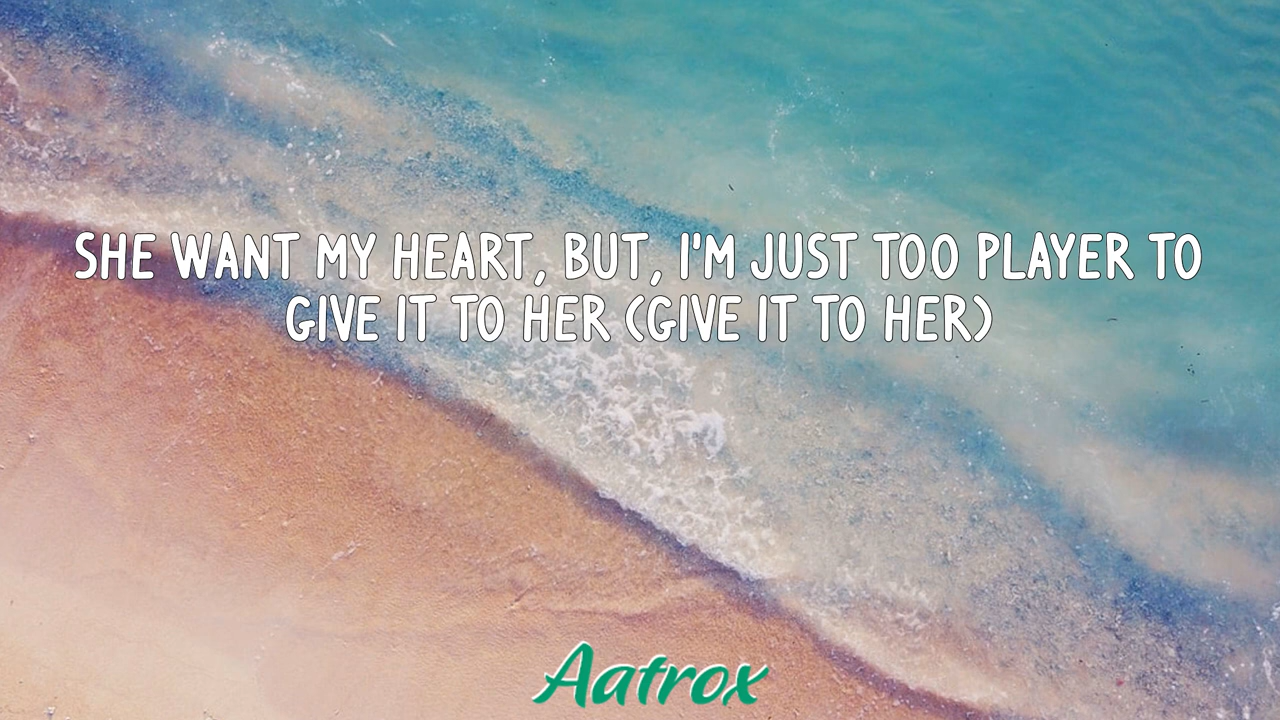 SHE WANT MY HEART, BUT, I'M JUST TOO PLAYER TO
GIVE IT TO HER (GIVE IT TO HER)
Aatrox